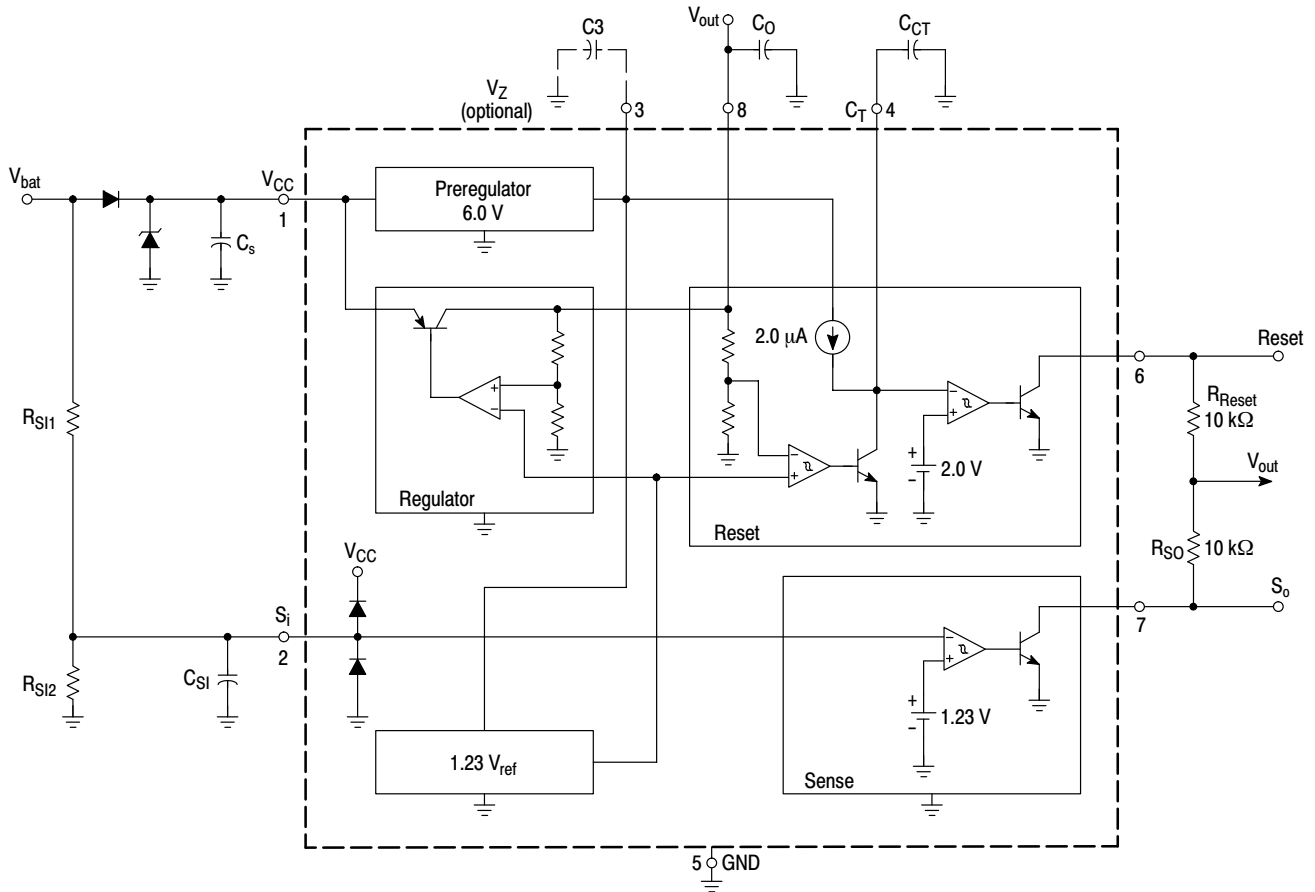 C3
V_out
C_O
C_CT
V_Z
(optional)
3
8
C_T
4
V_bat
V_CC
1
Preregulator
6.0 V
C_s
2.0 μA
Reset
6
R_Reset
10 kΩ
R_SI1
+
−
−
+
−
+
+
−
2.0 V
V_out
Regulator
Reset
V_CC
R_SO
10 kΩ
S_i
2
S_o
7
−
+
R_SI2
C_SI
+
−
1.23 V
1.23 V_ref
Sense
5
GND